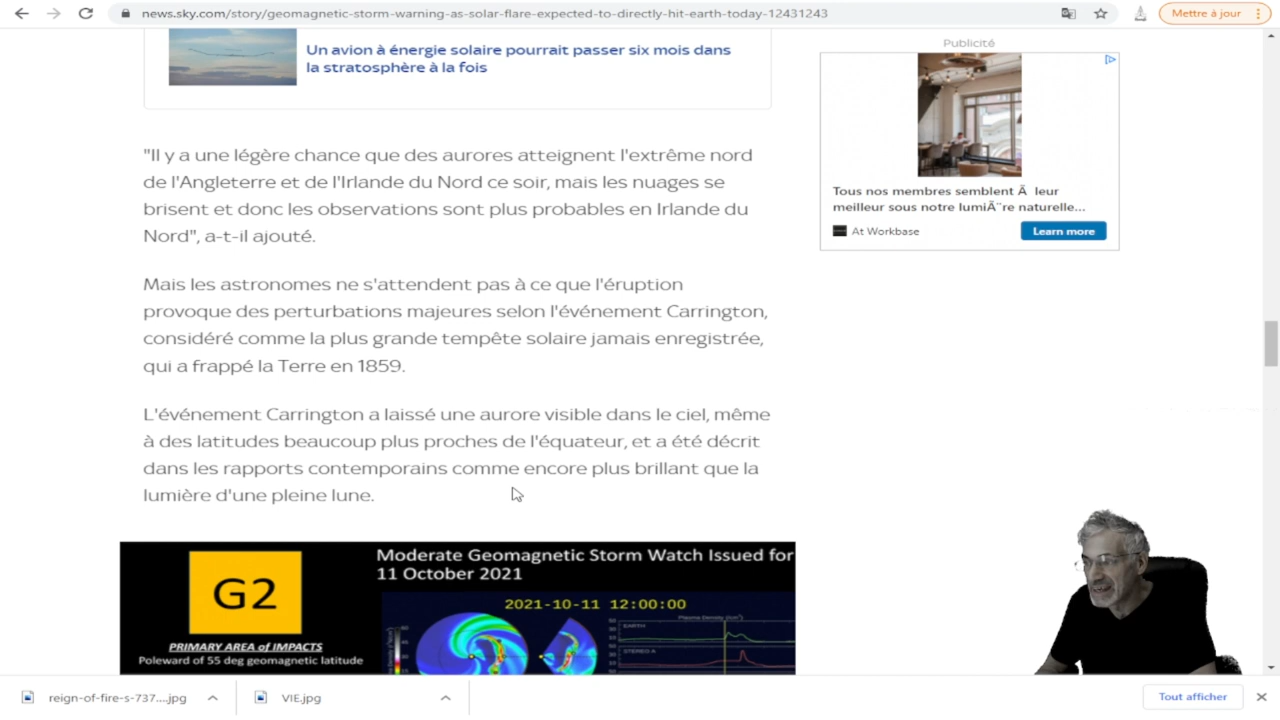 news.sky.com/story/geomagnetic-storm-warning-as-solar-flare-expected-to-directly-hit-earth-today-12431243
Mettre à jour
Un avion à énergie solaire pourrait passer six mois dans
la stratosphère à la fois
"Il y a une légère chance que des aurores atteignent l'extrême nord
de l'Angleterre et de l'Irlande du Nord ce soir, mais les nuages se
brisent et donc les observations sont plus probables en Irlande du
Nord", a-t-il ajouté.
Mais les astronomes ne s'attendent pas à ce que l'éruption
provoque des perturbations majeures selon l'événement Carrington,
considéré comme la plus grande tempête solaire jamais enregistrée,
qui a frappé la Terre en 1859.
L'événement Carrington a laissé une aurore visible dans le ciel, même
à des latitudes beaucoup plus proches de l'équateur, et a été décrit
dans les rapports contemporains comme encore plus brillant que la
lumière d'une pleine lune.
Publicité
Tous nos membres semblent Ã leur
meilleur sous notre lumiÃ¨re naturelle...
At Workbase
Learn more
G2
PRIMARY AREA of IMPACTS
Poleward of 55 deg geomagnetic latitude
Moderate Geomagnetic Storm Watch Issued for
11 October 2021
2021-10-11 12:00:00
EARTH
STEREO A
reign-of-fire-s-737....jpg
VIE.jpg
Tout afficher